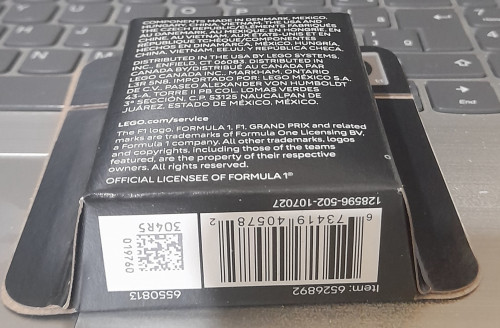 COMPONENTS MADE IN DENMARK, MEXICO,
HUNGARY, CHINA, VIETNAM, THE USA AND
THE CZECH REPUBLIC/ÉLÉMENTS FABRIQUÉS
AU DANEMARK, AU MEXIQUE, EN HONGRIE, EN
CHINE, AU VIETNAM, AUX ÉTATS-UNIS ET EN
RÉPUBLIQUE TCHÈQUE/COMPONENTES
HECHOS EN DINAMARCA, MÉXICO, HUNGRÍA,
CHINA, VIETNAM, EE.UU. Y REPÚBLICA CHECA.
DISTRIBUTED IN THE USA BY LEGO SYSTEMS,
INC., ENFIELD, CT 06083. DISTRIBUTED IN
CANADA BY/DISTRIBUÉ AU CANADA PAR
LEGO CANADA INC., MARKHAM, ONTARIO
L3R 5N8. IMPORTADO POR: LEGO MÉXICO S.A.
DE C.V., PASEO ALEXANDER VON HUMBOLDT
43-A, TORRE II PB COL. LOMAS VERDES
3ª SECCIÓN, C.P. 53125 NAUCALPAN DE
JUÁREZ, ESTADO DE MÉXICO, MÉXICO.
LEGO.com/service
The F1 logo, FORMULA 1, F1, GRAND PRIX and related
marks are trademarks of Formula One Licensing BV,
a Formula 1 company. All other trademarks, logos
and copyrights, including those of the teams
featured, are the property of their respective
owners. All rights reserved.
OFFICIAL LICENSEE OF FORMULA 1®
128596-502-107027
304R5
019760
6 73419 40578 2
6550813
Item: 6526892
End